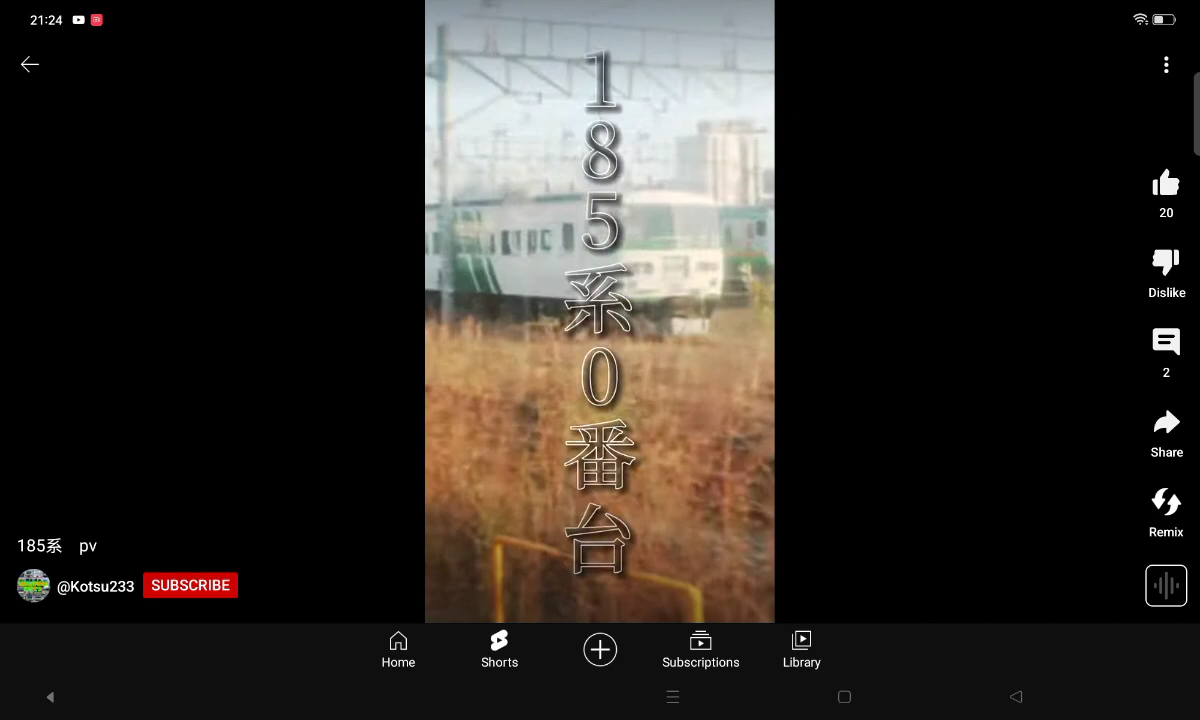 21:24
185系0番台
20
Dislike
2
Share
Remix
185系 pv
@Kotsu233 SUBSCRIBE
Home Shorts Subscriptions Library